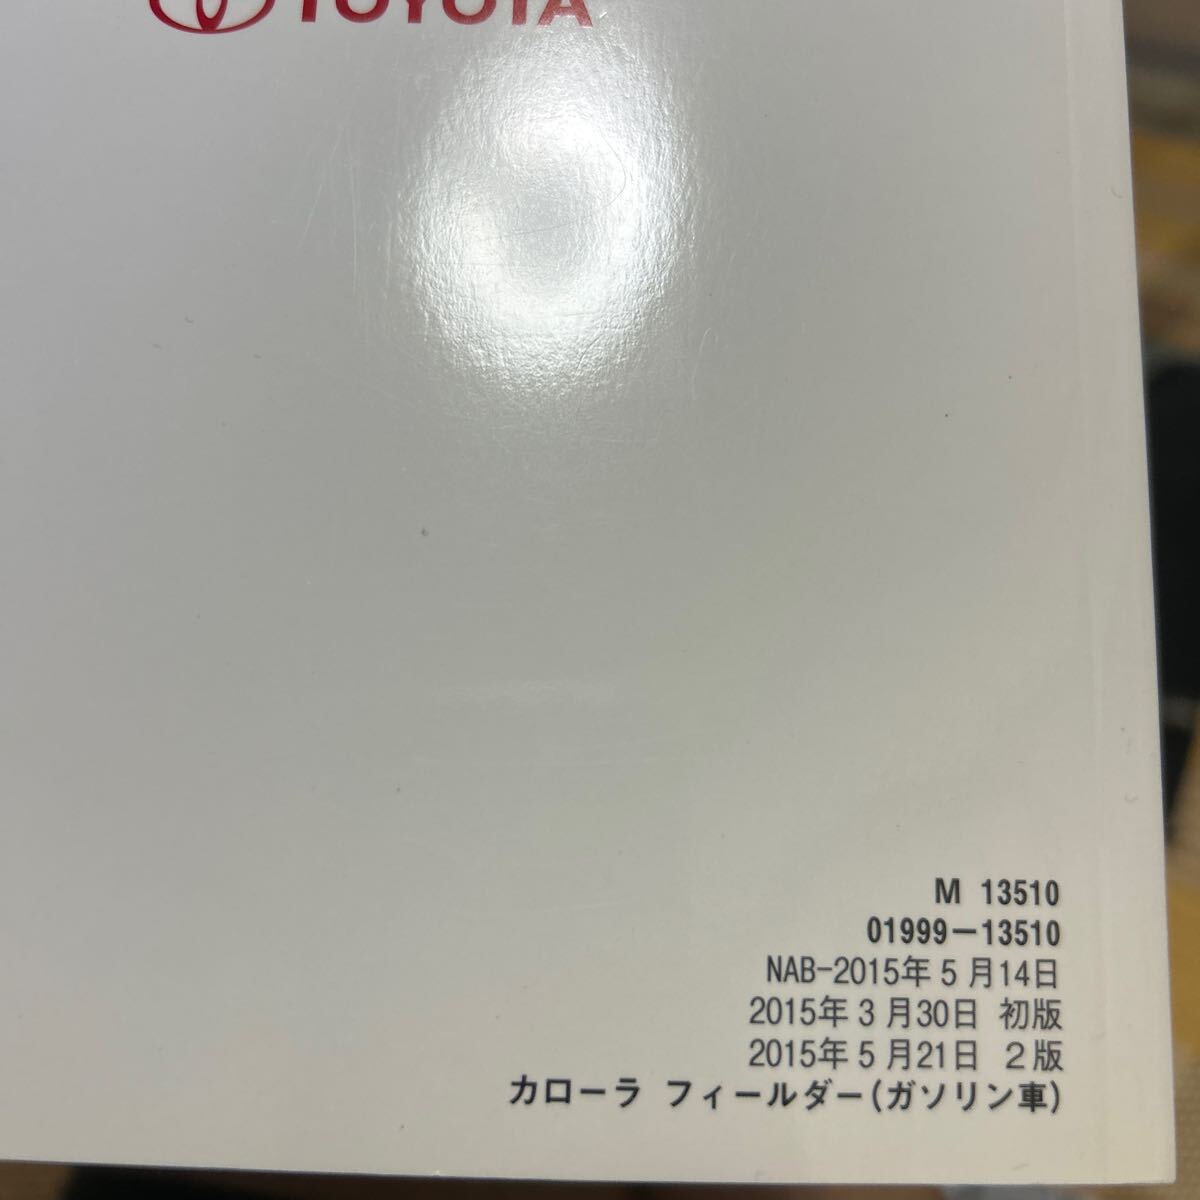 TOYOTA
M 13510
01999-13510
NAB-2015年5月14日
2015年3月30日 初版
2015年5月21日 2版
カローラ フィールダー(ガソリン車)